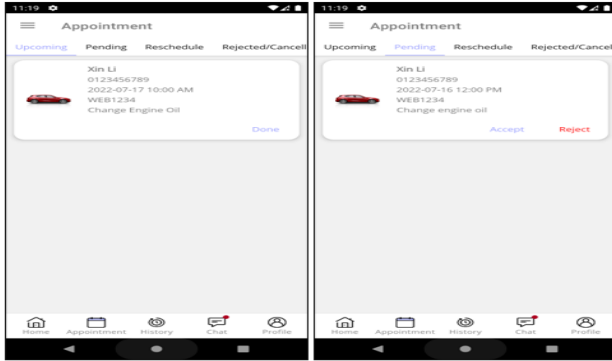 11:19
Appointment
Upcoming Pending Reschedule Rejected/Cancell
Xin Li
0123456789
2022-07-17 10:00 AM
WEB1234
Change Engine Oil
Done
Home Appointment History Chat Profile
11:19
Appointment
Upcoming Pending Reschedule Rejected/Cancel
Xin Li
0123456789
2022-07-16 12:00 PM
WEB1234
Change engine oil
Accept Reject
Home Appointment History Chat Profile